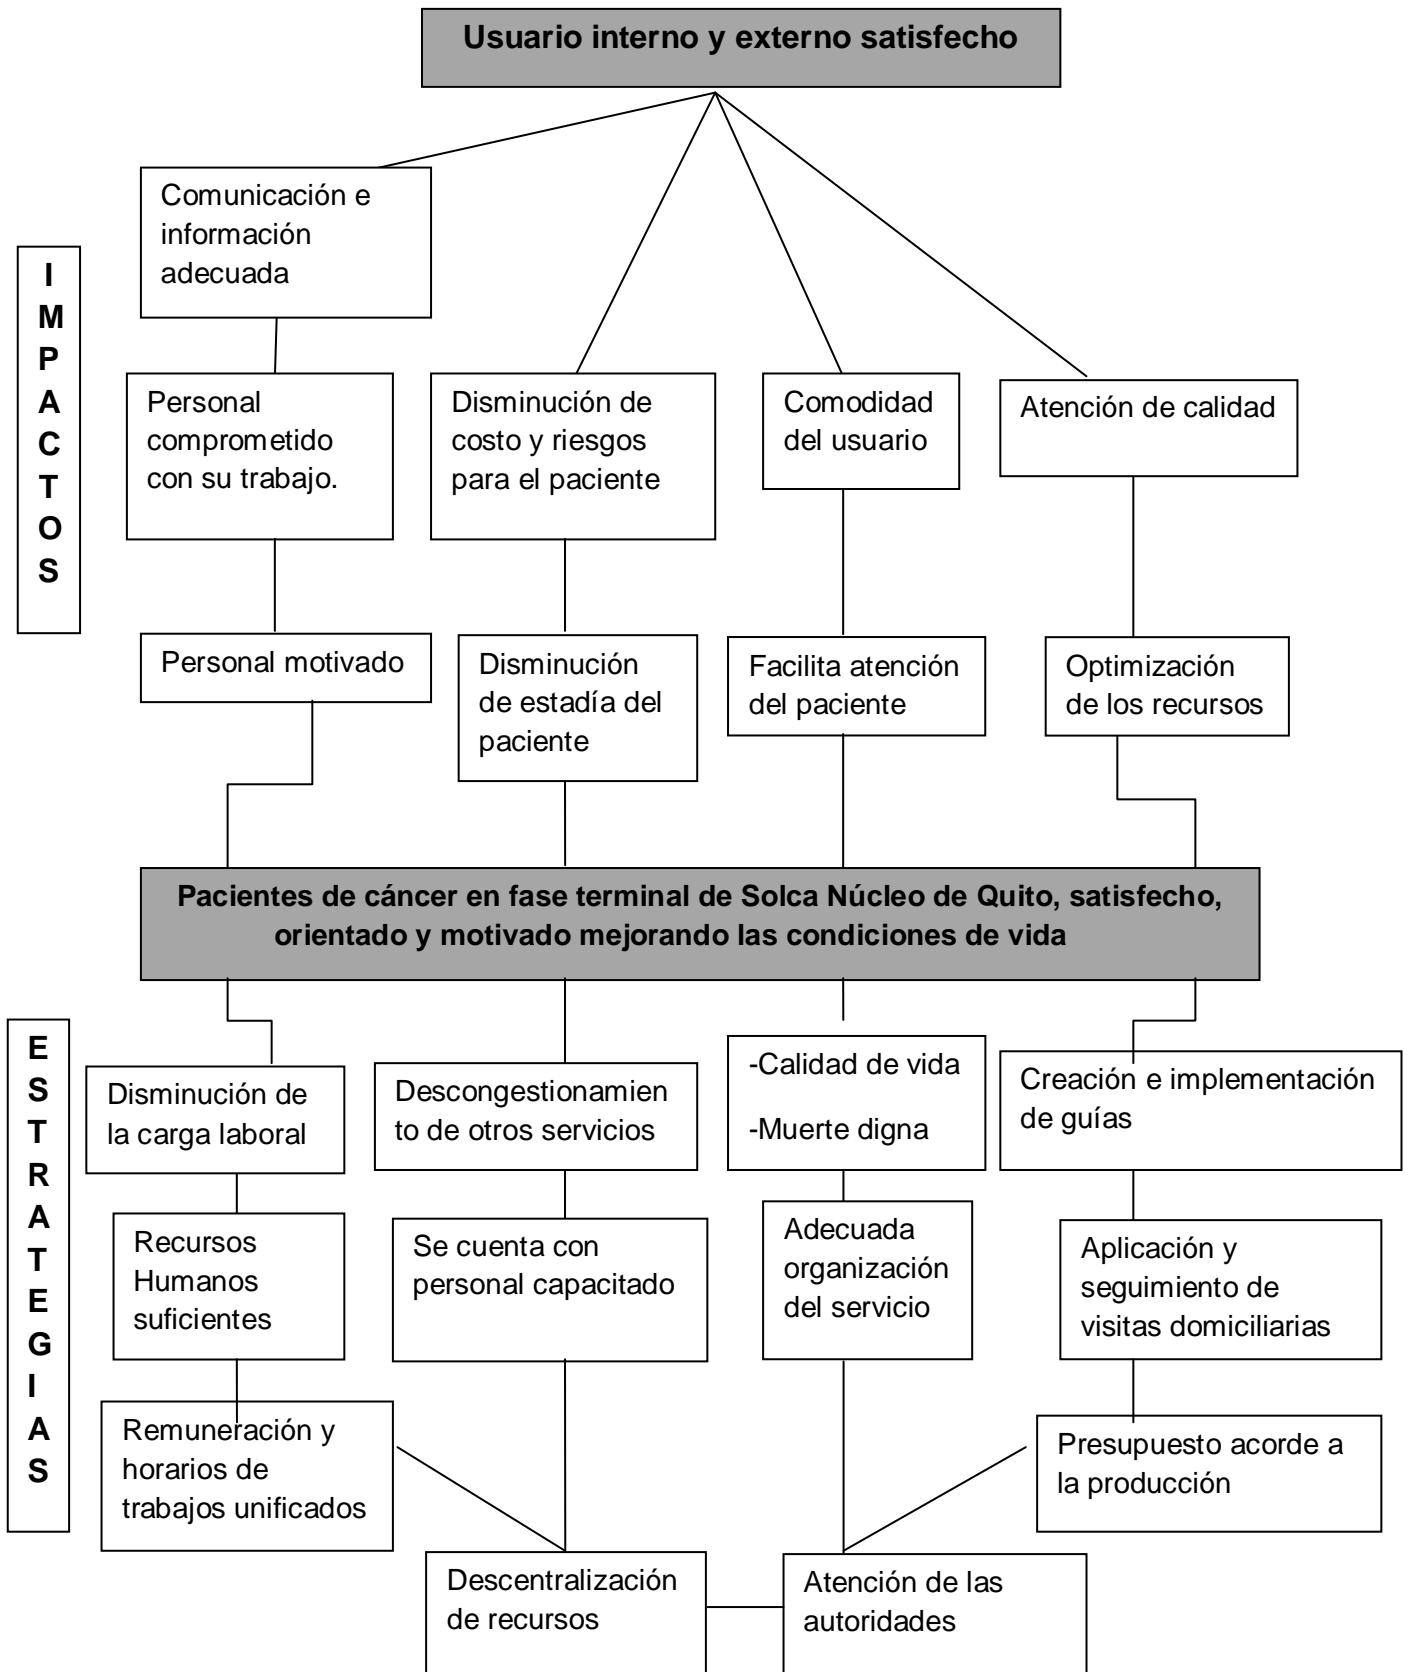 Usuario interno y externo satisfecho
Comunicación e
información
adecuada
I
M
P
A
C
T
O
S
Personal
comprometido
con su trabajo.
Disminución de
costo y riesgos
para el paciente
Comodidad
del usuario
Atención de calidad
Personal motivado
Disminución
de estadía del
paciente
Facilita atención
del paciente
Optimización
de los recursos
Pacientes de cáncer en fase terminal de Solca Núcleo de Quito, satisfecho,
orientado y motivado mejorando las condiciones de vida
E
S
T
R
A
T
E
G
I
A
S
Disminución de
la carga laboral
Descongestionamien
to de otros servicios
-Calidad de vida
-Muerte digna
Creación e implementación
de guías
Recursos
Humanos
suficientes
Se cuenta con
personal capacitado
Adecuada
organización
del servicio
Aplicación y
seguimiento de
visitas domiciliarias
Remuneración y
horarios de
trabajos unificados
Presupuesto acorde a
la producción
Descentralización
de recursos
Atención de las
autoridades